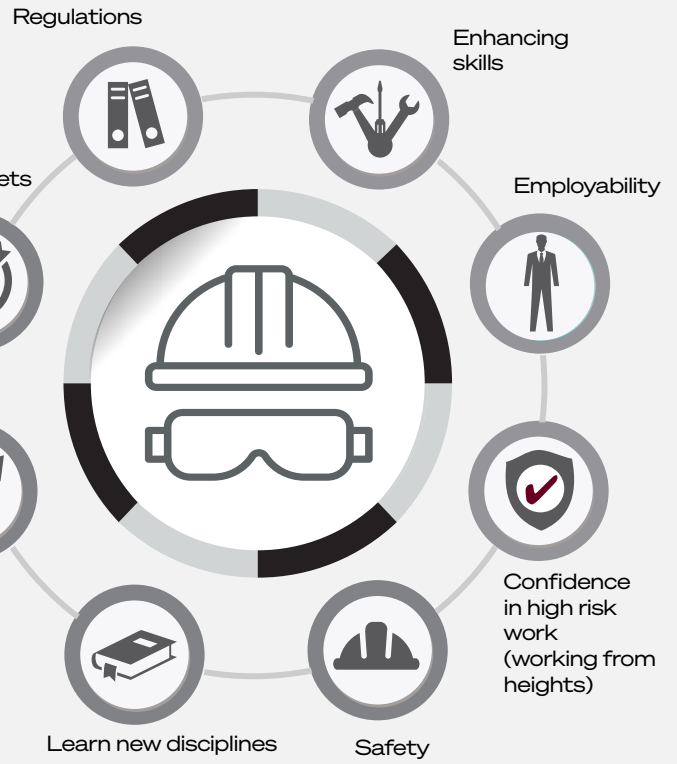 Regulations
Enhancing
skills
Employability
Confidence
in high risk
work
(working from
heights)
Safety
Learn new disciplines